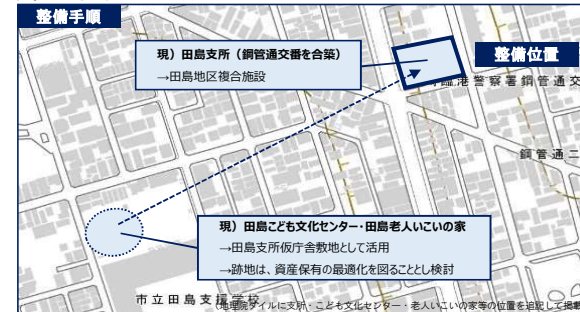 整備手順
現）田島支所（鋼管通交番を合築）
→田島地区複合施設
整備位置
臨港警察署鋼管通交
鋼管通二
現）田島こども文化センター・田島老人いこいの家
→田島支所仮庁舎敷地として活用
→跡地は、資産保有の最適化を図ることとし検討
市立田島支援学校
（地理院タイルに支所・こども文化センター・老人いこいの家等の位置を追記して掲載